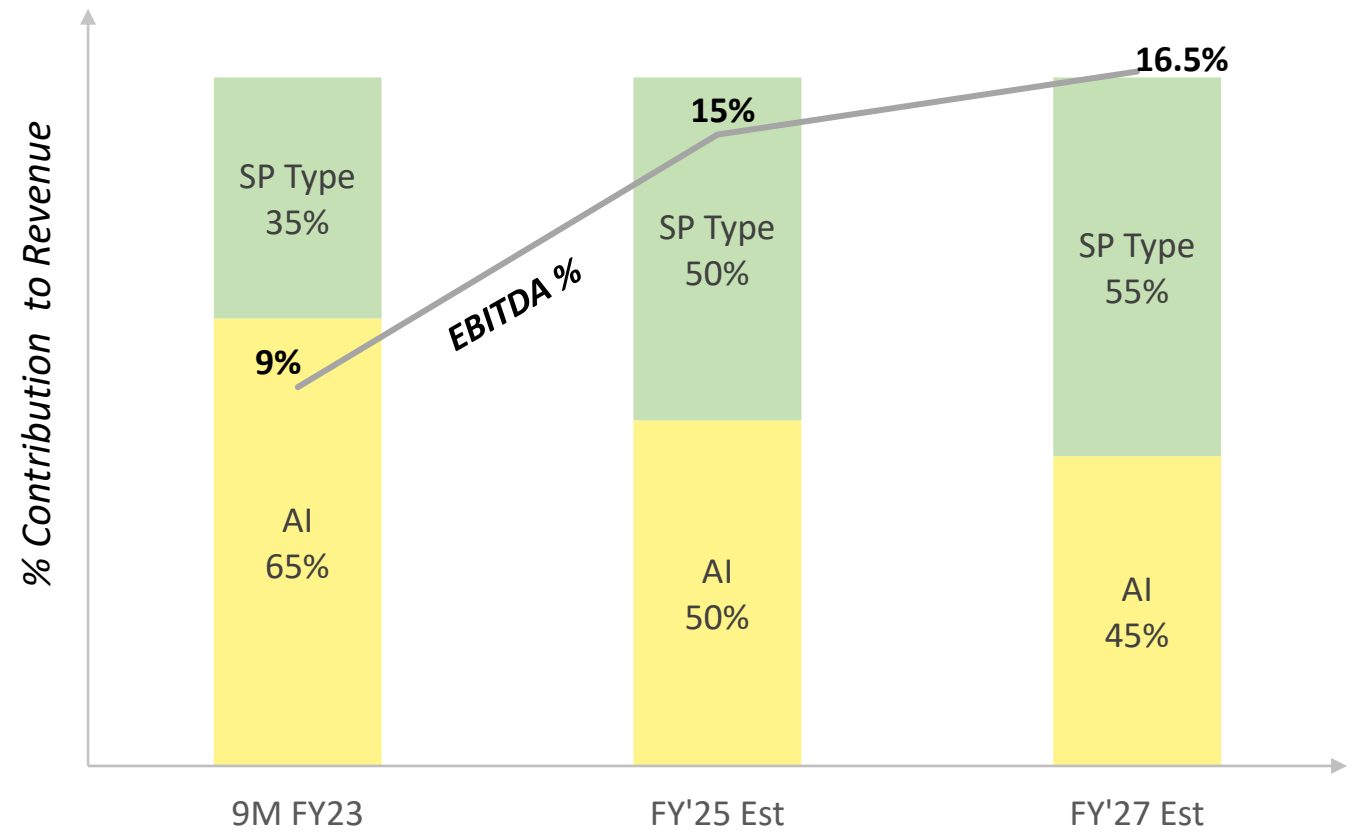 % Contribution  to Revenue
16.5%
15%
SP Type
35%
SP Type
50%
SP Type
55%
EBITDA %
9%
AI
65%
AI
50%
AI
45%
9M FY23
FY'25 Est
FY'27 Est